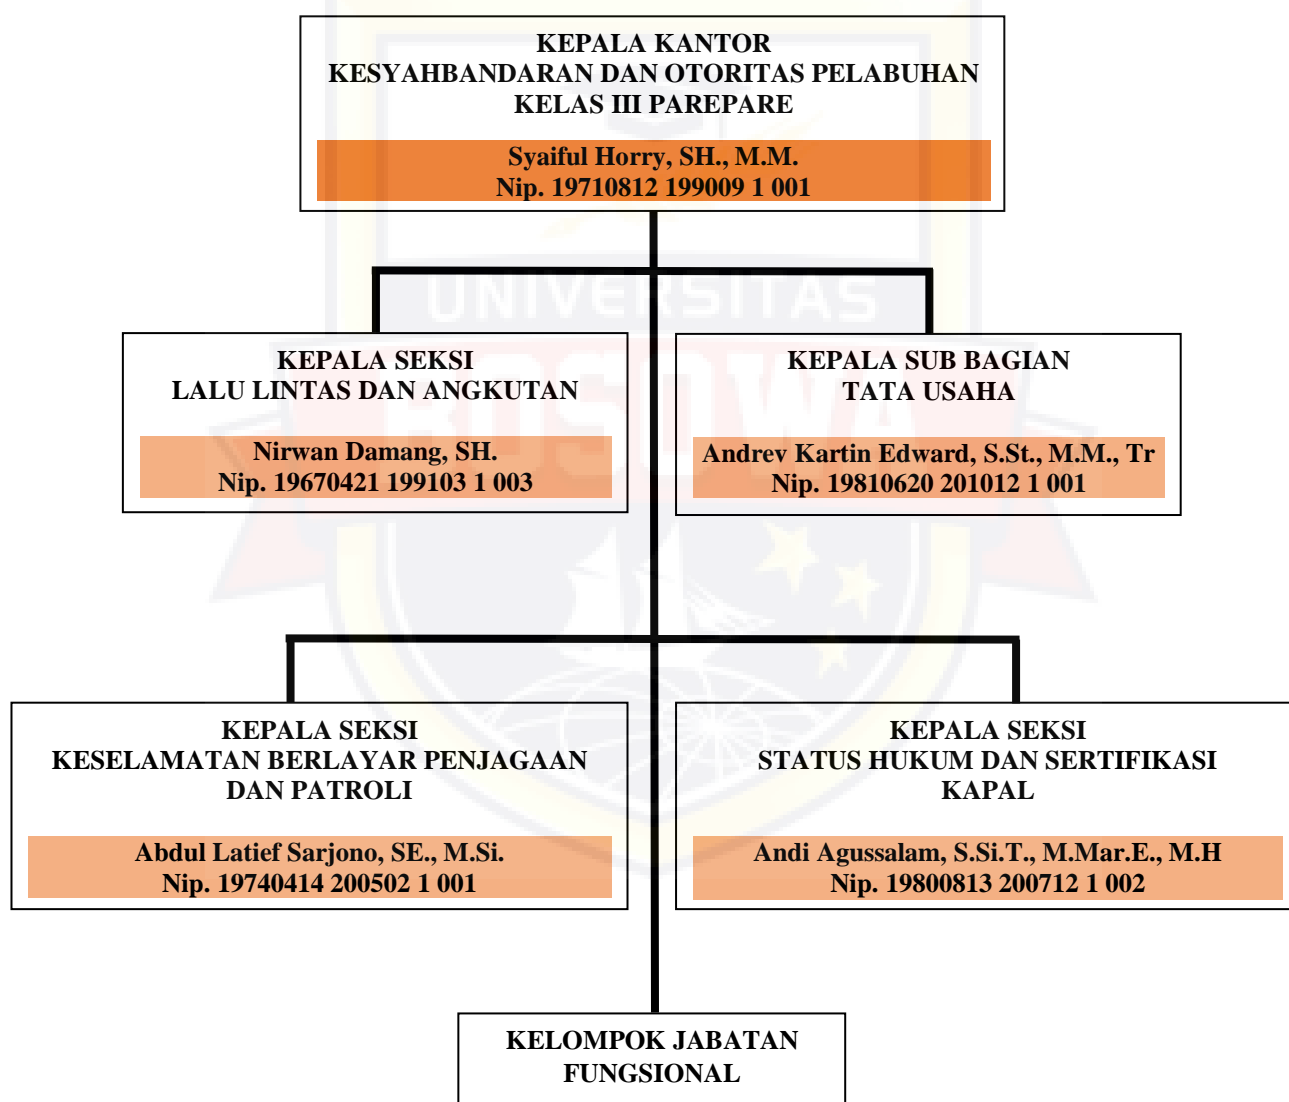 KEPALA KANTOR
KESYAHBANDARAN DAN OTORITAS PELABUHAN
KELAS III PAREPARE
Syaiful Horry, SH., M.M.
Nip. 19710812 199009 1 001
UNIVERSITAS
BOSOWA
KEPALA SEKSI
LALU LINTAS DAN ANGKUTAN
Nirwan Damang, SH.
Nip. 19670421 199103 1 003
KEPALA SUB BAGIAN
TATA USAHA
Andrev Kartin Edward, S.St., M.M., Tr
Nip. 19810620 201012 1 001
KEPALA SEKSI
KESELAMATAN BERLAYAR PENJAGAAN
DAN PATROLI
Abdul Latief Sarjono, SE., M.Si.
Nip. 19740414 200502 1 001
KEPALA SEKSI
STATUS HUKUM DAN SERTIFIKASI
KAPAL
Andi Agussalam, S.Si.T., M.Mar.E., M.H
Nip. 19800813 200712 1 002
KELOMPOK JABATAN
FUNGSIONAL